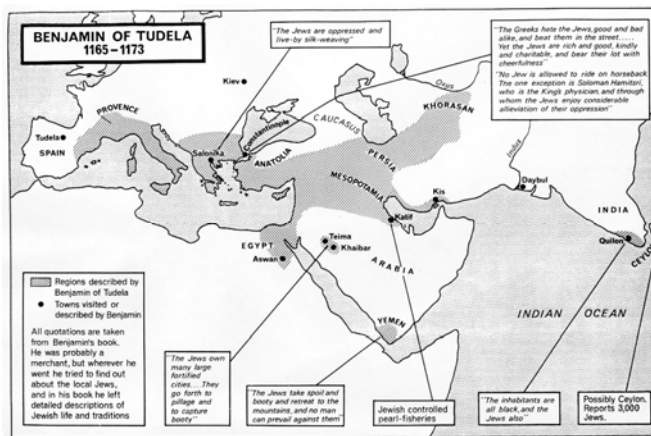 BENJAMIN OF TUDELA
1165–1173
"The Jews are oppressed and
live by silk-weaving"
"The Greeks hate the Jews, good and bad
alike, and beat them in the street.....
Yet the Jews are rich and good, kindly
and charitable, and bear their lot with
cheerfulness"
"No Jew is allowed to ride on horseback.
The one exception is Soloman Hamitsri,
who is the King's physician, and through
whom the Jews enjoy considerable
alleviation of their oppression"
Kiev
Oxus
KHORASAN
PROVENCE
CAUCASUS
Constantinople
Tudela
SPAIN
Salonika
ANATOLIA
PERSIA
Indus
MESOPOTAMIA
Daybul
Kis
INDIA
Katif
EGYPT
Teima
Khaibar
Quilon
CEYLON
Aswan
ARABIA
Regions described by
Benjamin of Tudela
Towns visited or
described by Benjamin
INDIAN OCEAN
YEMEN
All quotations are taken
from Benjamin's book.
He was probably a
merchant, but wherever he
went he tried to find out
about the local Jews,
and in his book he left
detailed descriptions of
Jewish life and traditions
"The Jews own
many large
fortified
cities....They
go forth to
pillage and
to capture
booty"
"The Jews take spoil and
booty and retreat to the
mountains, and no man
can prevail against them"
Jewish controlled
pearl-fisheries
"The inhabitants are
all black, and the
Jews also"
Possibly Ceylon.
Reports 3,000
Jews.